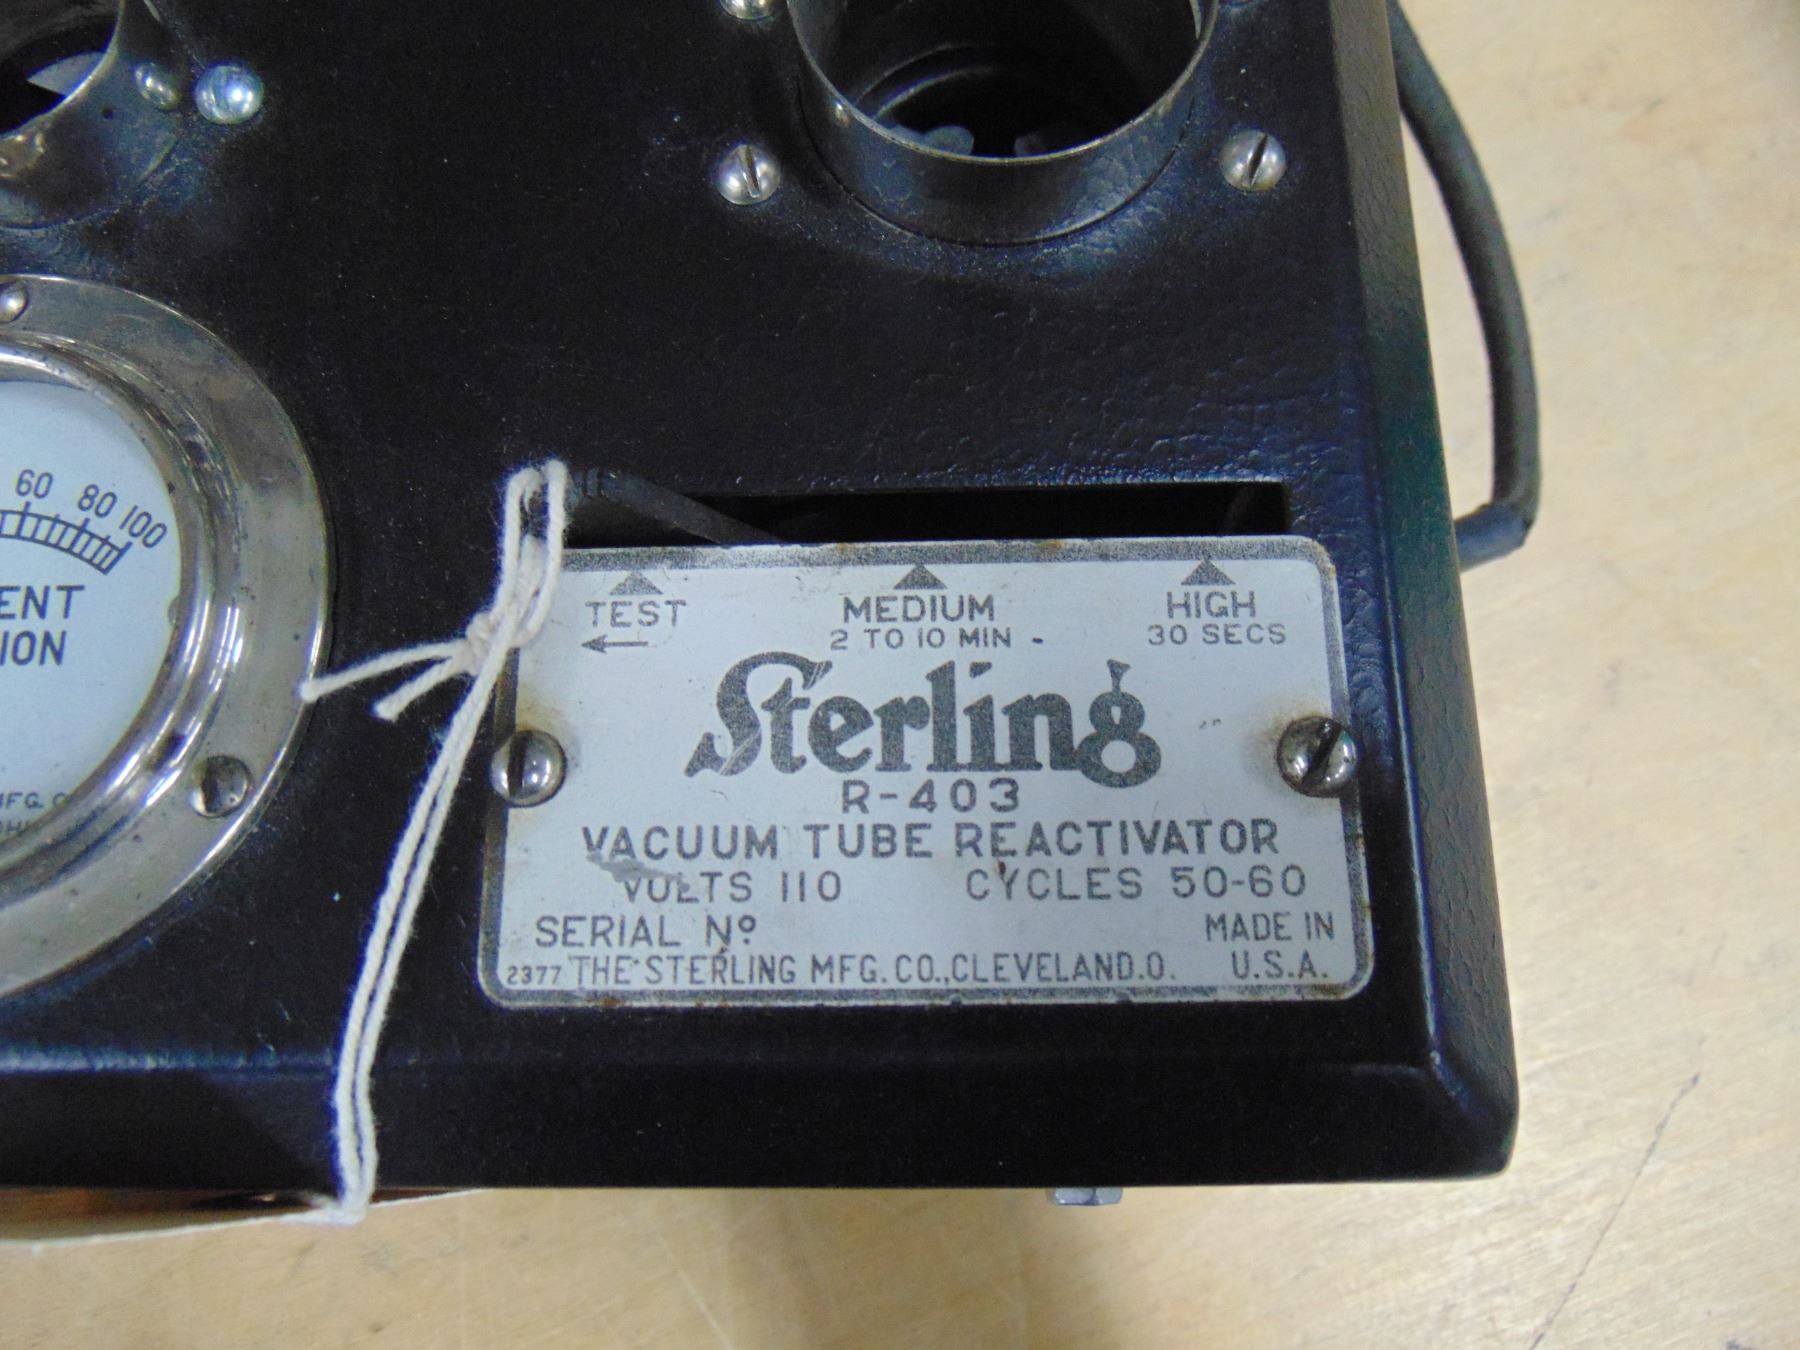 60 80 100
TEST MEDIUM HIGH
2 TO 10 MIN - 30 SECS
Sterling
R-403
VACUUM TUBE REACTIVATOR
VOLTS 110 CYCLES 50-60
SERIAL Nº MADE IN
2377 THE STERLING MFG. CO., CLEVELAND. O. U.S.A.
ENT
ION
MFG. C